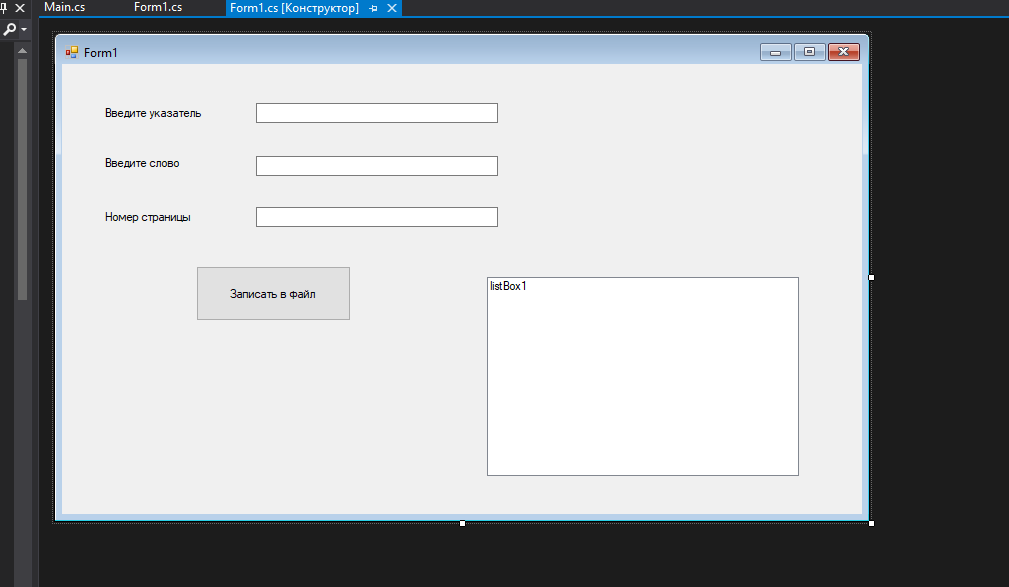 Main.cs Form1.cs Form1.cs [Конструктор]
Form1
Введите указатель
Введите слово
Номер страницы
Записать в файл
listBox1